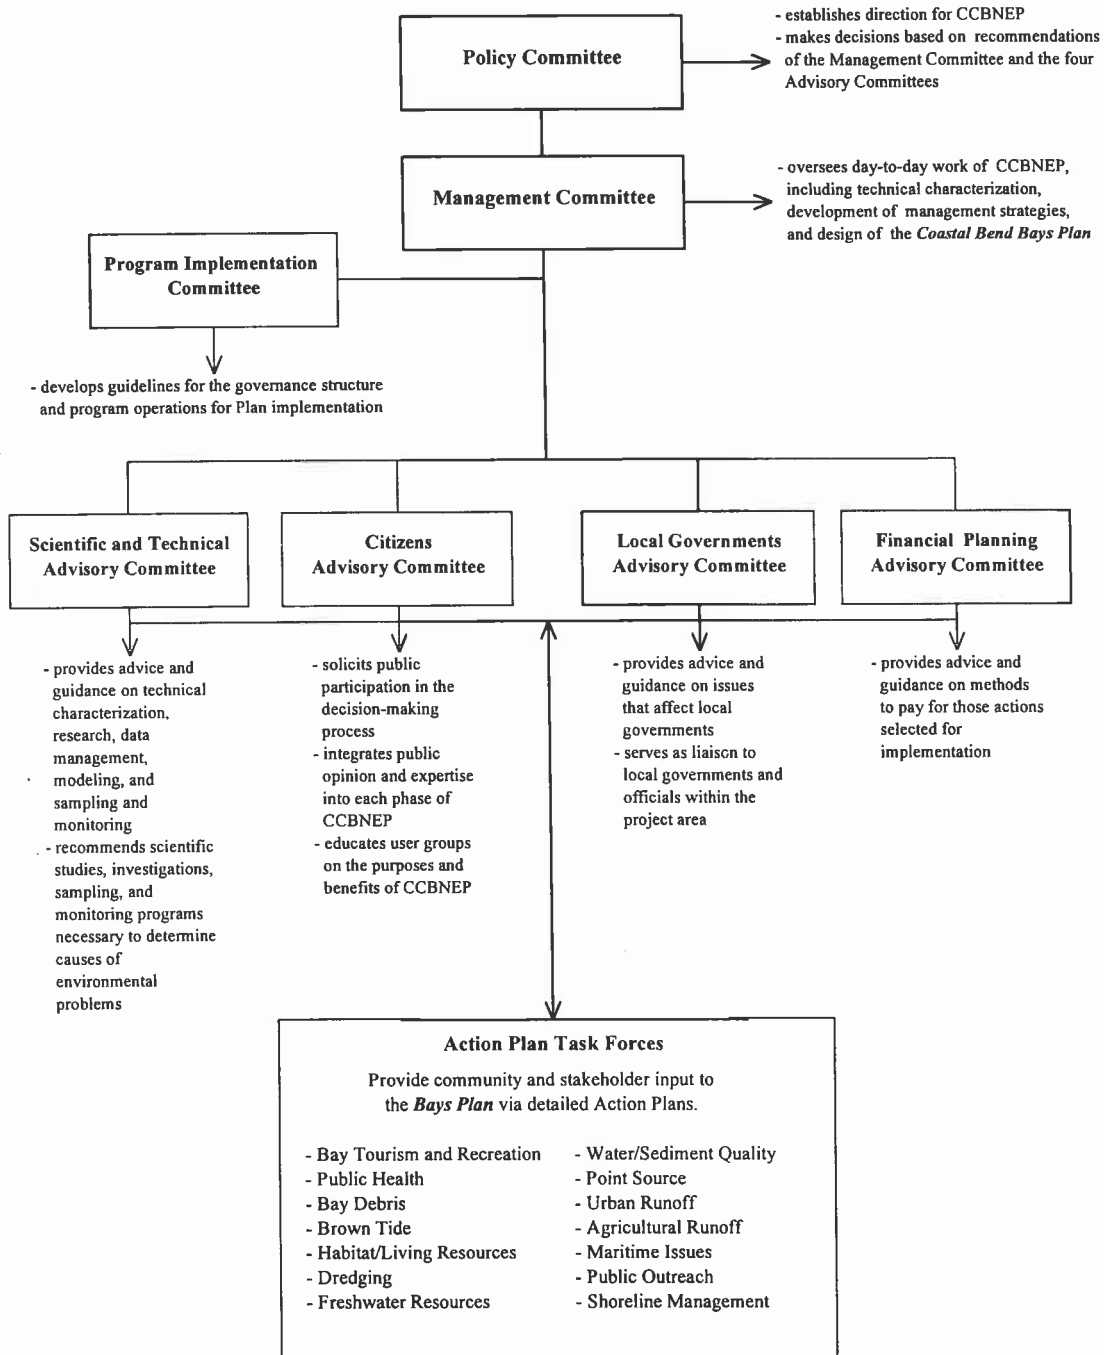 Policy Committee
- establishes direction for CCBNEP
- makes decisions based on recommendations
of the Management Committee and the four
Advisory Committees
Management Committee
- oversees day-to-day work of CCBNEP,
including technical characterization,
development of management strategies,
and design of the Coastal Bend Bays Plan
Program Implementation
Committee
- develops guidelines for the governance structure
and program operations for Plan implementation
Scientific and Technical
Advisory Committee
Citizens
Advisory Committee
Local Governments
Advisory Committee
Financial Planning
Advisory Committee
- provides advice and
guidance on technical
characterization,
research, data
management,
modeling, and
sampling and
monitoring
- recommends scientific
studies, investigations,
sampling, and
monitoring programs
necessary to determine
causes of
environmental
problems
- solicits public
participation in the
decision-making
process
- integrates public
opinion and expertise
into each phase of
CCBNEP
- educates user groups
on the purposes and
benefits of CCBNEP
- provides advice and
guidance on issues
that affect local
governments
- serves as liaison to
local governments and
officials within the
project area
- provides advice and
guidance on methods
to pay for those actions
selected for
implementation
Action Plan Task Forces
Provide community and stakeholder input to
the Bays Plan via detailed Action Plans.
- Bay Tourism and Recreation
- Public Health
- Bay Debris
- Brown Tide
- Habitat/Living Resources
- Dredging
- Freshwater Resources
- Water/Sediment Quality
- Point Source
- Urban Runoff
- Agricultural Runoff
- Maritime Issues
- Public Outreach
- Shoreline Management